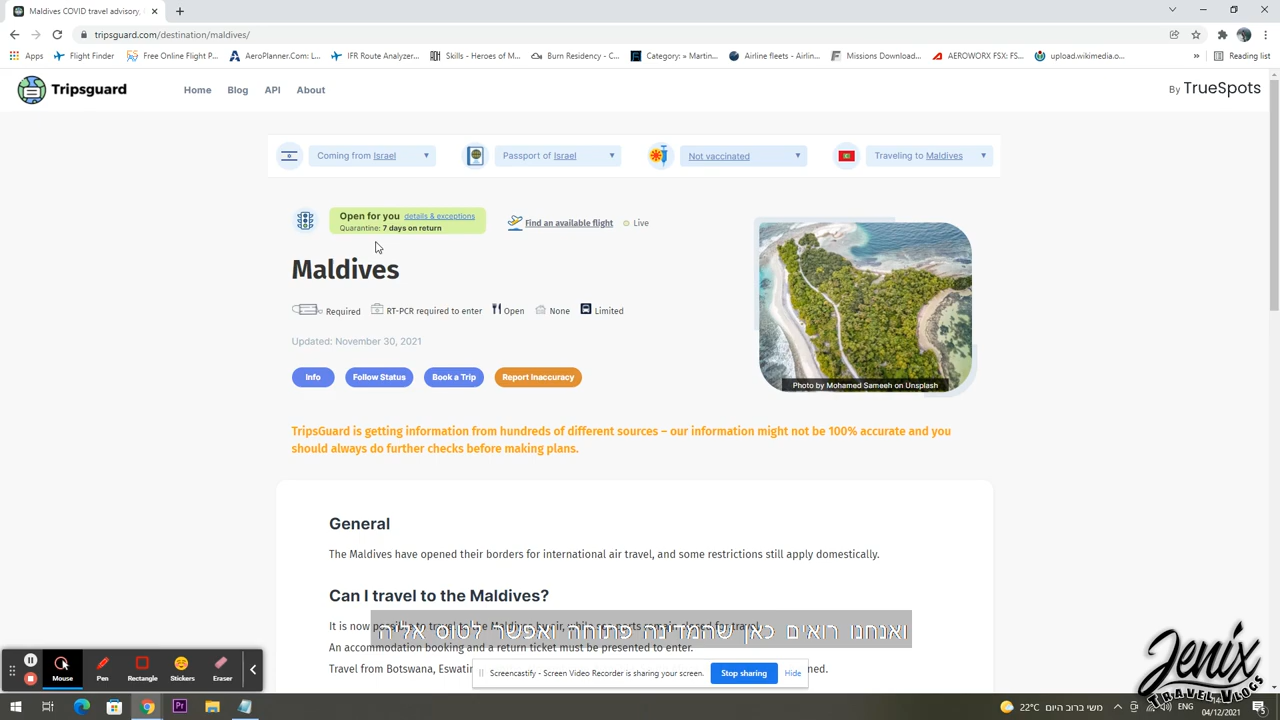 Maldives COVID travel advisory,
tripsguard.com/destination/maldives/
Apps
Flight Finder
Free Online Flight P...
AeroPlanner.Com: L...
IFR Route Analyzer...
Skills - Heroes of M...
Burn Residency - C...
Category: » Martin...
Airline fleets - Airlin...
Missions Download...
AEROWORX FSX: FS...
upload.wikimedia.o...
»
Reading list
Tripsguard
Home
Blog
API
About
By TrueSpots
Coming from Israel
Passport of Israel
Not vaccinated
Traveling to Maldives
Open for you details & exceptions
Quarantine: 7 days on return
Find an available flight
Live
Maldives
Required
RT-PCR required to enter
Open
None
Limited
Updated: November 30, 2021
Info
Follow Status
Book a Trip
Report Inaccuracy
Photo by Mohamed Sameeh on Unsplash
TripsGuard is getting information from hundreds of different sources – our information might not be 100% accurate and you
should always do further checks before making plans.
General
The Maldives have opened their borders for international air travel, and some restrictions still apply domestically.
Can I travel to the Maldives?
It is now
travel.
ואנחנו רואים כאן שהמדינה פתוחה ואפשר לטוס אליה
An accommodation booking and a return ticket must be presented to enter.
Travel from Botswana,
Mouse
Pen
Rectangle
Stickers
Eraser
Screencastify - Screen Video Recorder is sharing your screen.
Stop sharing
Hide
Jenix
Travel Vlogs
22°C
משי ברוב היום
ENG
04/12/2021